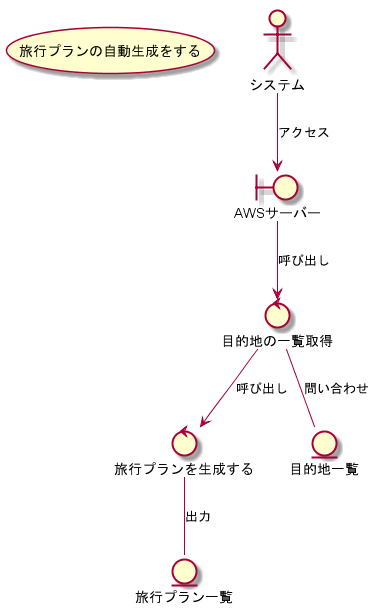 旅行プランの自動生成をする
システム
アクセス
AWSサーバー
呼び出し
目的地の一覧取得
呼び出し
問い合わせ
旅行プランを生成する
目的地一覧
出力
旅行プラン一覧